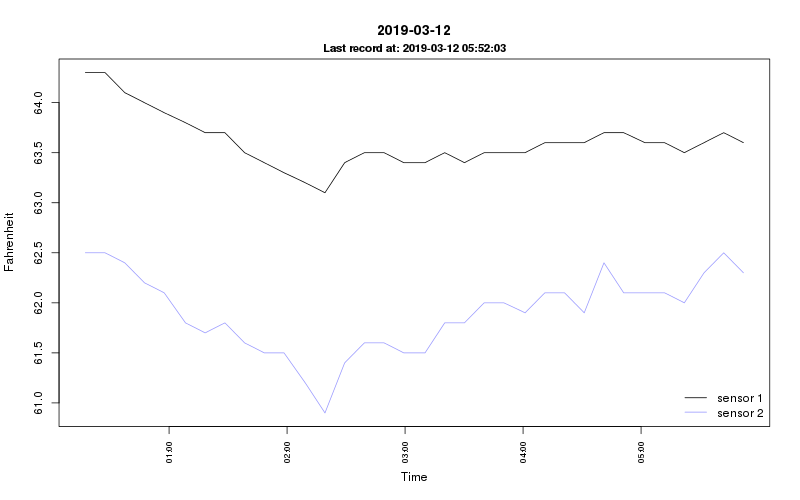 2019-03-12
Last record at: 2019-03-12 05:52:03
Fahrenheit
64.0
63.5
63.0
62.5
62.0
61.5
61.0
sensor 1
sensor 2
01:00 02:00 03:00 04:00 05:00
Time